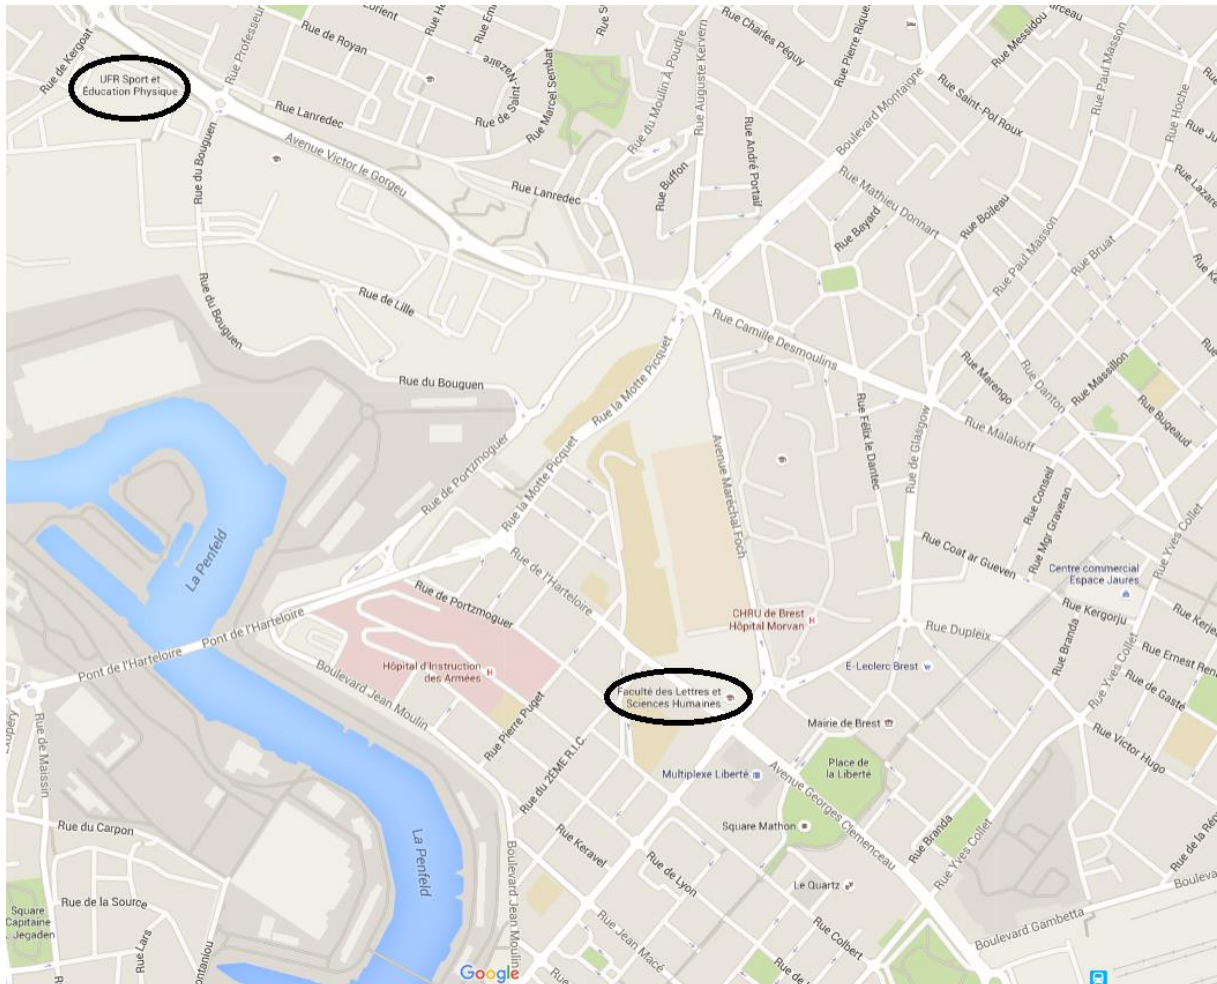 Rue de Kergoat
UFR Sport et
Éducation Physique
Rue Professeur
Rue de Royan
Rue Lanredec
Rue de Saint Nazaire
Rue Marcel Sembat
Rue du Moulin À Poudre
Rue Auguste Kervern
Rue Charles Péguy
Rue Pierre Rique
Boulevard Montaigne
Rue Messidor
Rue Saint-Pol Roux
Rue Paul Masson
Rue Hoche
Rue Lazare
Avenue Victor le Gorgeu
Rue du Bouguen
Rue Lanredec
Rue Buffon
Rue André Portail
Rue Mathieu Donnart
Rue Bayard
Rue Boileau
Rue Paul Masson
Rue Bruat
Rue du Bouguen
Rue de Lille
Rue du Bouguen
Rue Camille Desmoulins
Rue la Motte Picquet
Rue Marengo
Rue Danton
Rue Massillon
Rue Bugeaud
Rue Malakoff
Rue de Portzmoguer
Rue la Motte Picquet
Avenue Maréchal Foch
Rue Félix le Dantec
Rue de Glasgow
Rue Conseil
Rue Mgr Graveran
Rue Yves Collet
Rue Coat ar Gueven
La Penfeld
Rue de l'Harteloire
Rue de Portzmoguer
Centre commercial
Espace Jaures
Rue Kergorju
CHRU de Brest
Hôpital Morvan
Rue Dupleix
Rue Branda
Rue Yves Collet
Rue Ernest Ren
Rue de Gasté
Rue Victor Hugo
Pont de l'Harteloire
Pont de l'Harteloire
Hôpital d'Instruction
des Armées
Boulevard Jean Moulin
Rue Pierre Puget
E-Leclerc Brest
Faculté des Lettres et
Sciences Humaines
Mairie de Brest
Rue de Maissin
Rue du 2EME R.I.C.
Multiplexe Liberté
Place de
la Liberté
Avenue Georges Clemenceau
Square Mathon
Rue Branda
Rue Yves Collet
Rue du Carpon
La Penfeld
Rue Keravel
Rue de Lyon
Boulevard Jean Moulin
Le Quartz
Rue de la Source
Square
Capitaine
Jegaden
Rue Lars
Rue Jean Macé
Rue Colbert
Boulevard Gambetta
Google